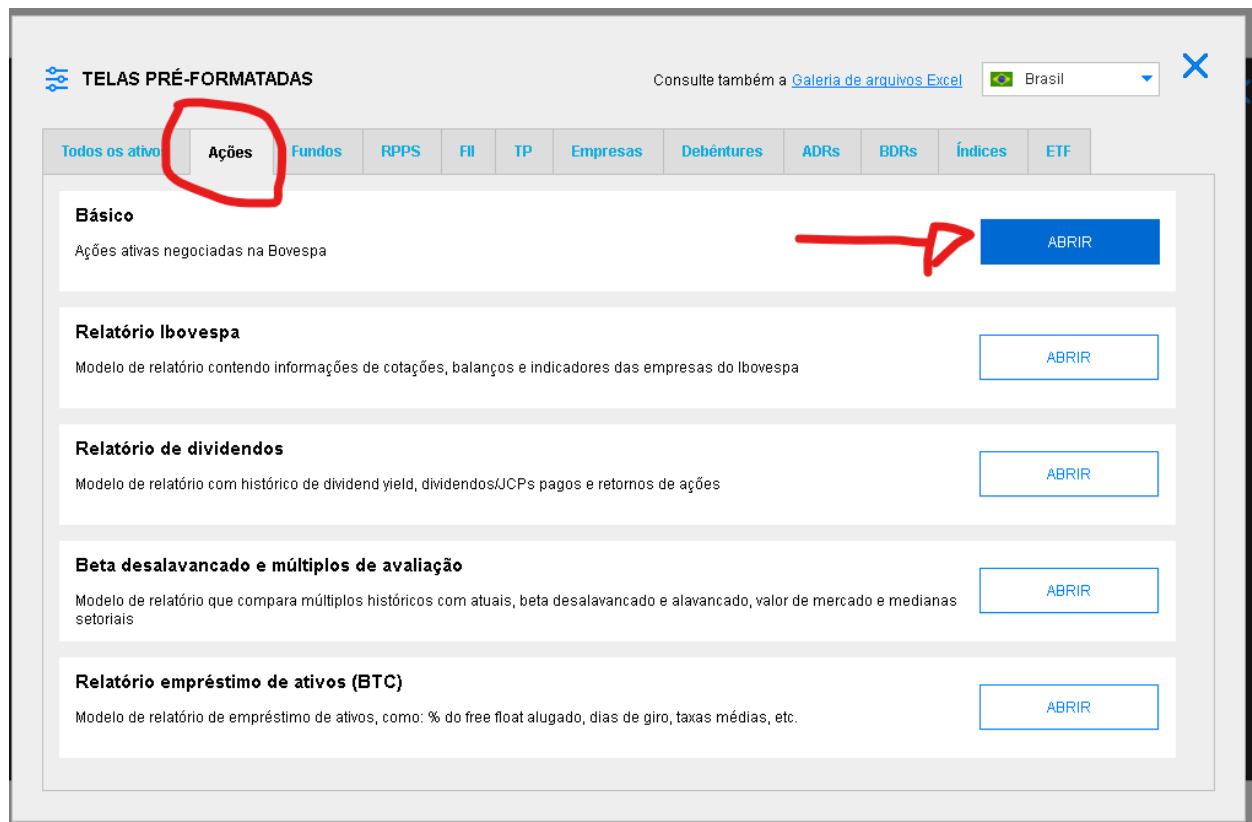 TELAS PRÉ-FORMATADAS
Consulte também a Galeria de arquivos Excel
Brasil
Todos os ativo
Ações
Fundos
RPPS
FII
TP
Empresas
Debêntures
ADRs
BDRs
Índices
ETF
Básico
Ações ativas negociadas na Bovespa
ABRIR
Relatório Ibovespa
Modelo de relatório contendo informações de cotações, balanços e indicadores das empresas do Ibovespa
ABRIR
Relatório de dividendos
Modelo de relatório com histórico de dividend yield, dividendos/JCPs pagos e retornos de ações
ABRIR
Beta desalavancado e múltiplos de avaliação
Modelo de relatório que compara múltiplos históricos com atuais, beta desalavancado e alavancado, valor de mercado e medianas
setoriais
ABRIR
Relatório empréstimo de ativos (BTC)
Modelo de relatório de empréstimo de ativos, como: % do free float alugado, dias de giro, taxas médias, etc.
ABRIR